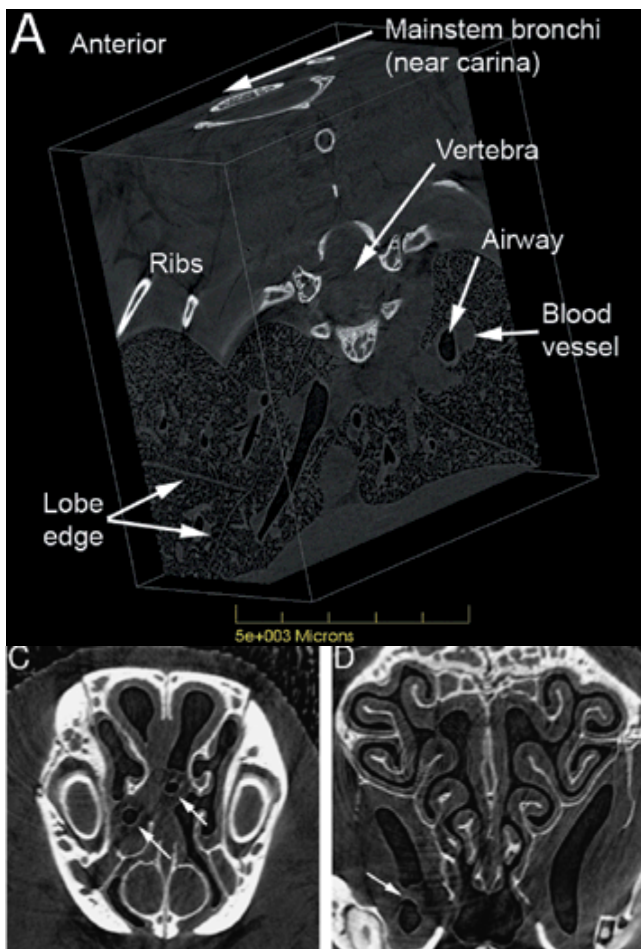 A
Anterior
Mainstem bronchi
(near carina)
Vertebra
Airway
Ribs
Blood
vessel
Lobe
edge
5e+003 Microns
C
D